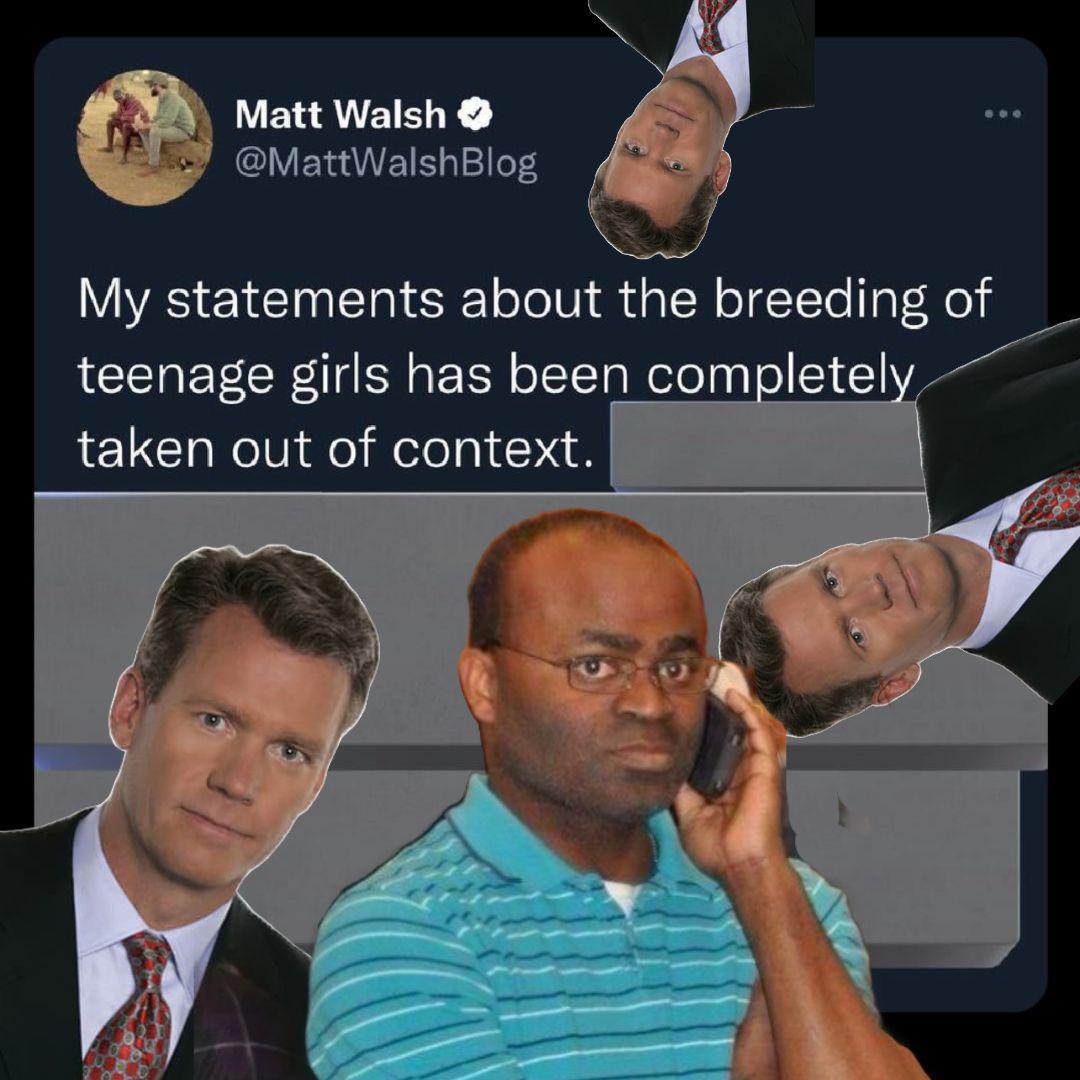 Matt Walsh
@MattWalshBlog
My statements about the breeding of
teenage girls has been completely
taken out of context.